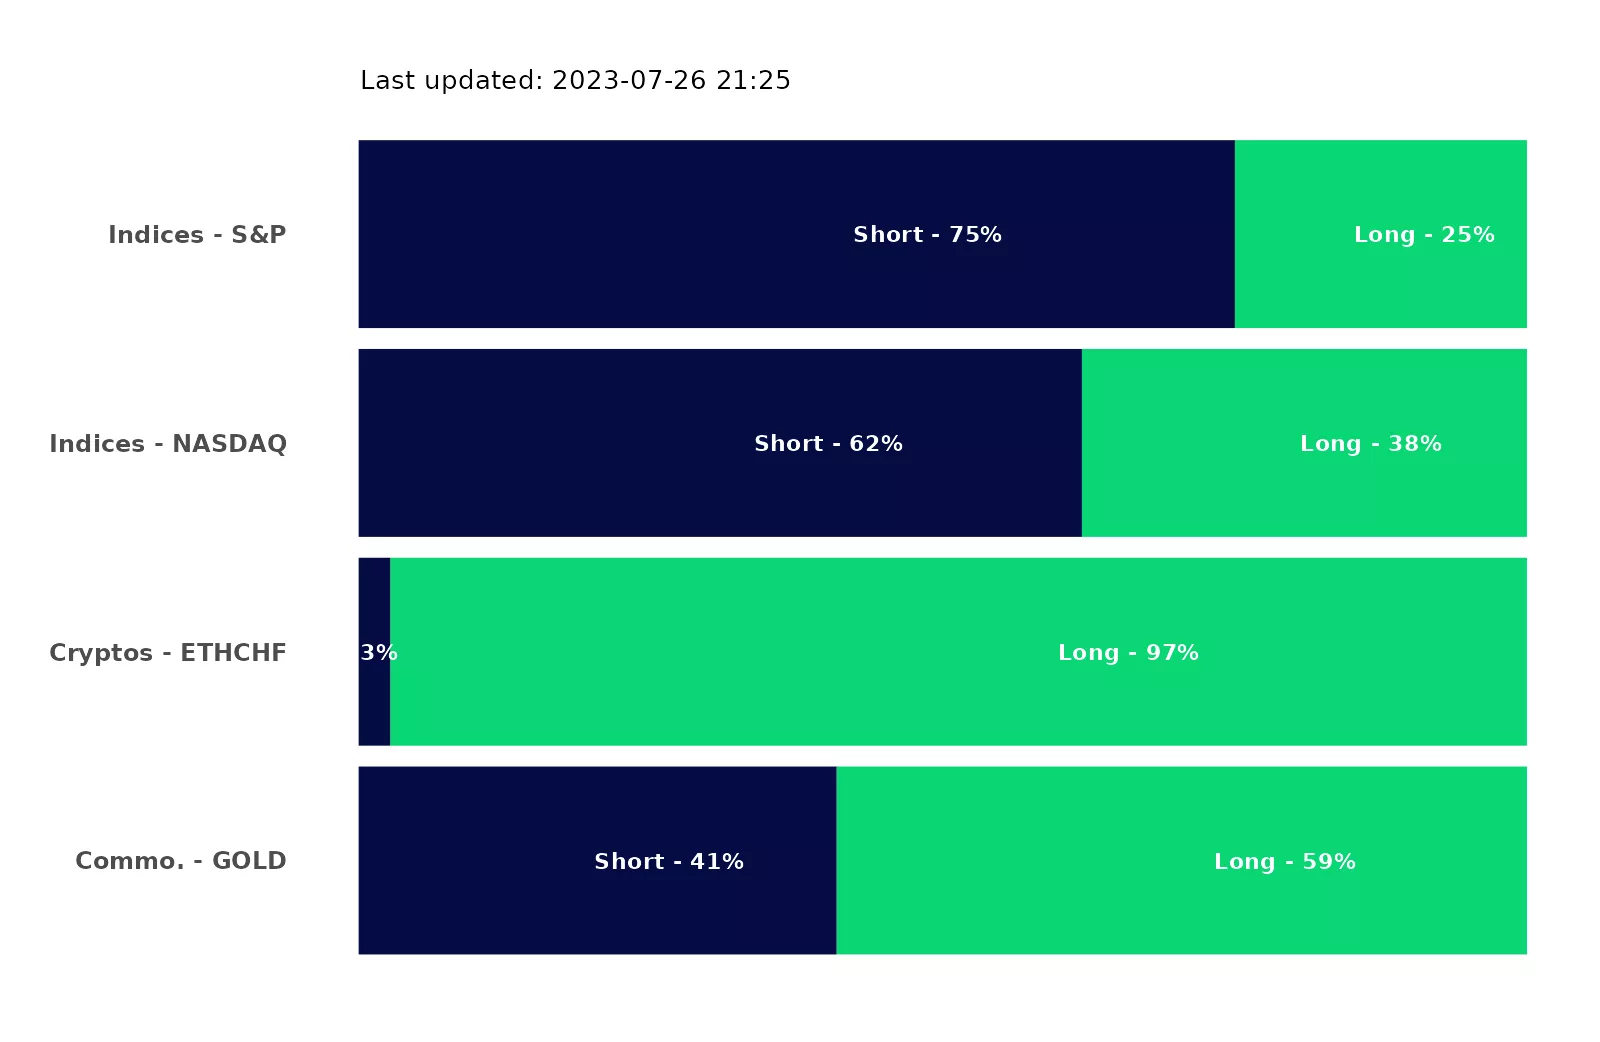 Last updated: 2023-07-26 21:25
Indices - S&P Short - 75% Long - 25%
Indices - NASDAQ Short - 62% Long - 38%
Cryptos - ETHCHF 3% Long - 97%
Commo. - GOLD Short - 41% Long - 59%